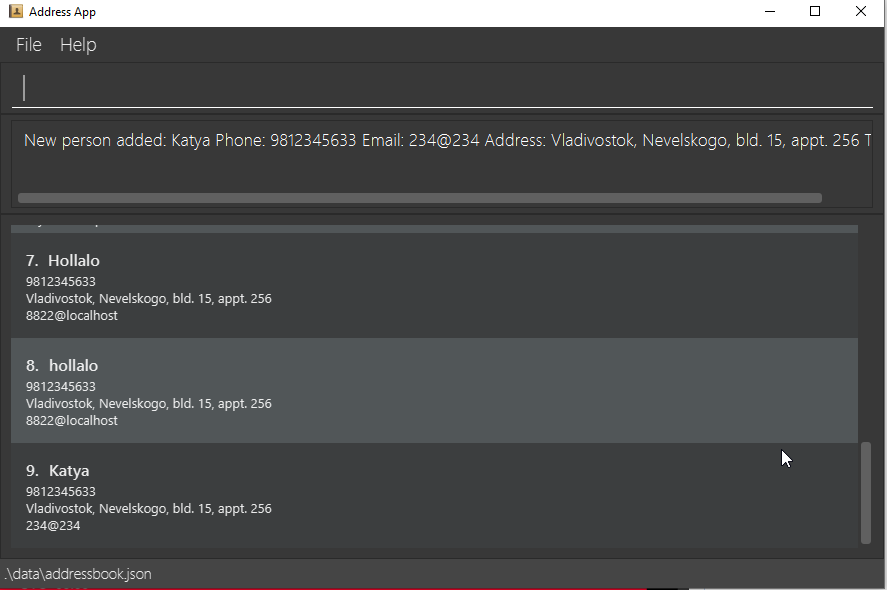 Address App
File Help
New person added: Katya Phone: 9812345633 Email: 234@234 Address: Vladivostok, Nevelskogo, bld. 15, appt. 256 T
7. Hollalo
9812345633
Vladivostok, Nevelskogo, bld. 15, appt. 256
8822@localhost
8. hollalo
9812345633
Vladivostok, Nevelskogo, bld. 15, appt. 256
8822@localhost
9. Katya
9812345633
Vladivostok, Nevelskogo, bld. 15, appt. 256
234@234
.\data\addressbook.json